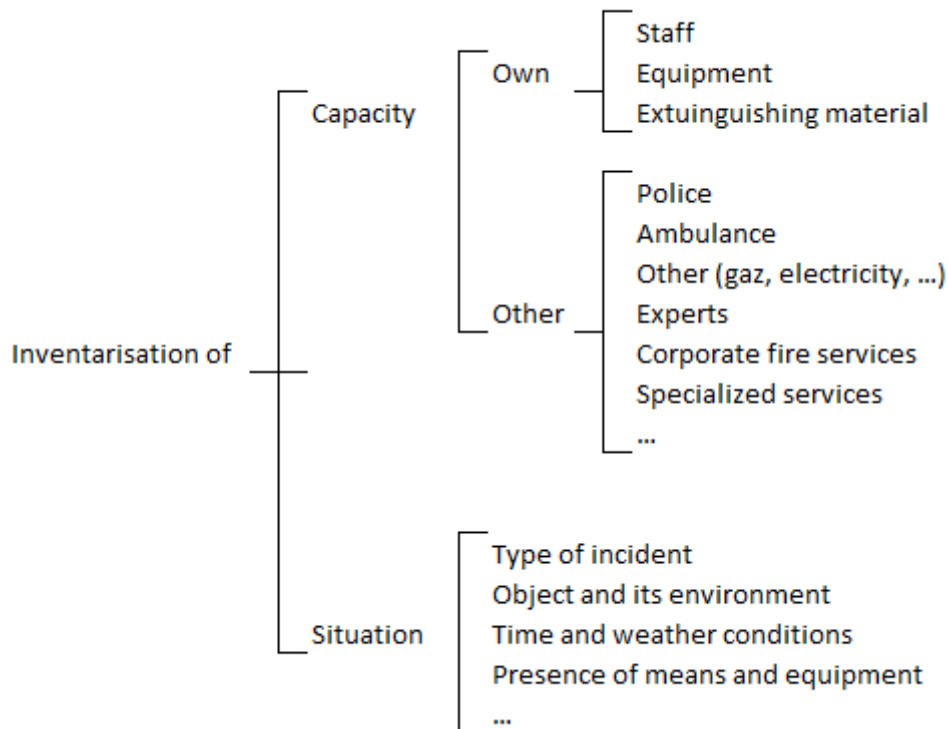 Staff
Own
Equipment
Capacity
Extuinguishing material
Police
Ambulance
Other (gaz, electricity, ...)
Other
Experts
Inventarisation of
Corporate fire services
Specialized services
...
Type of incident
Object and its environment
Situation
Time and weather conditions
Presence of means and equipment
...